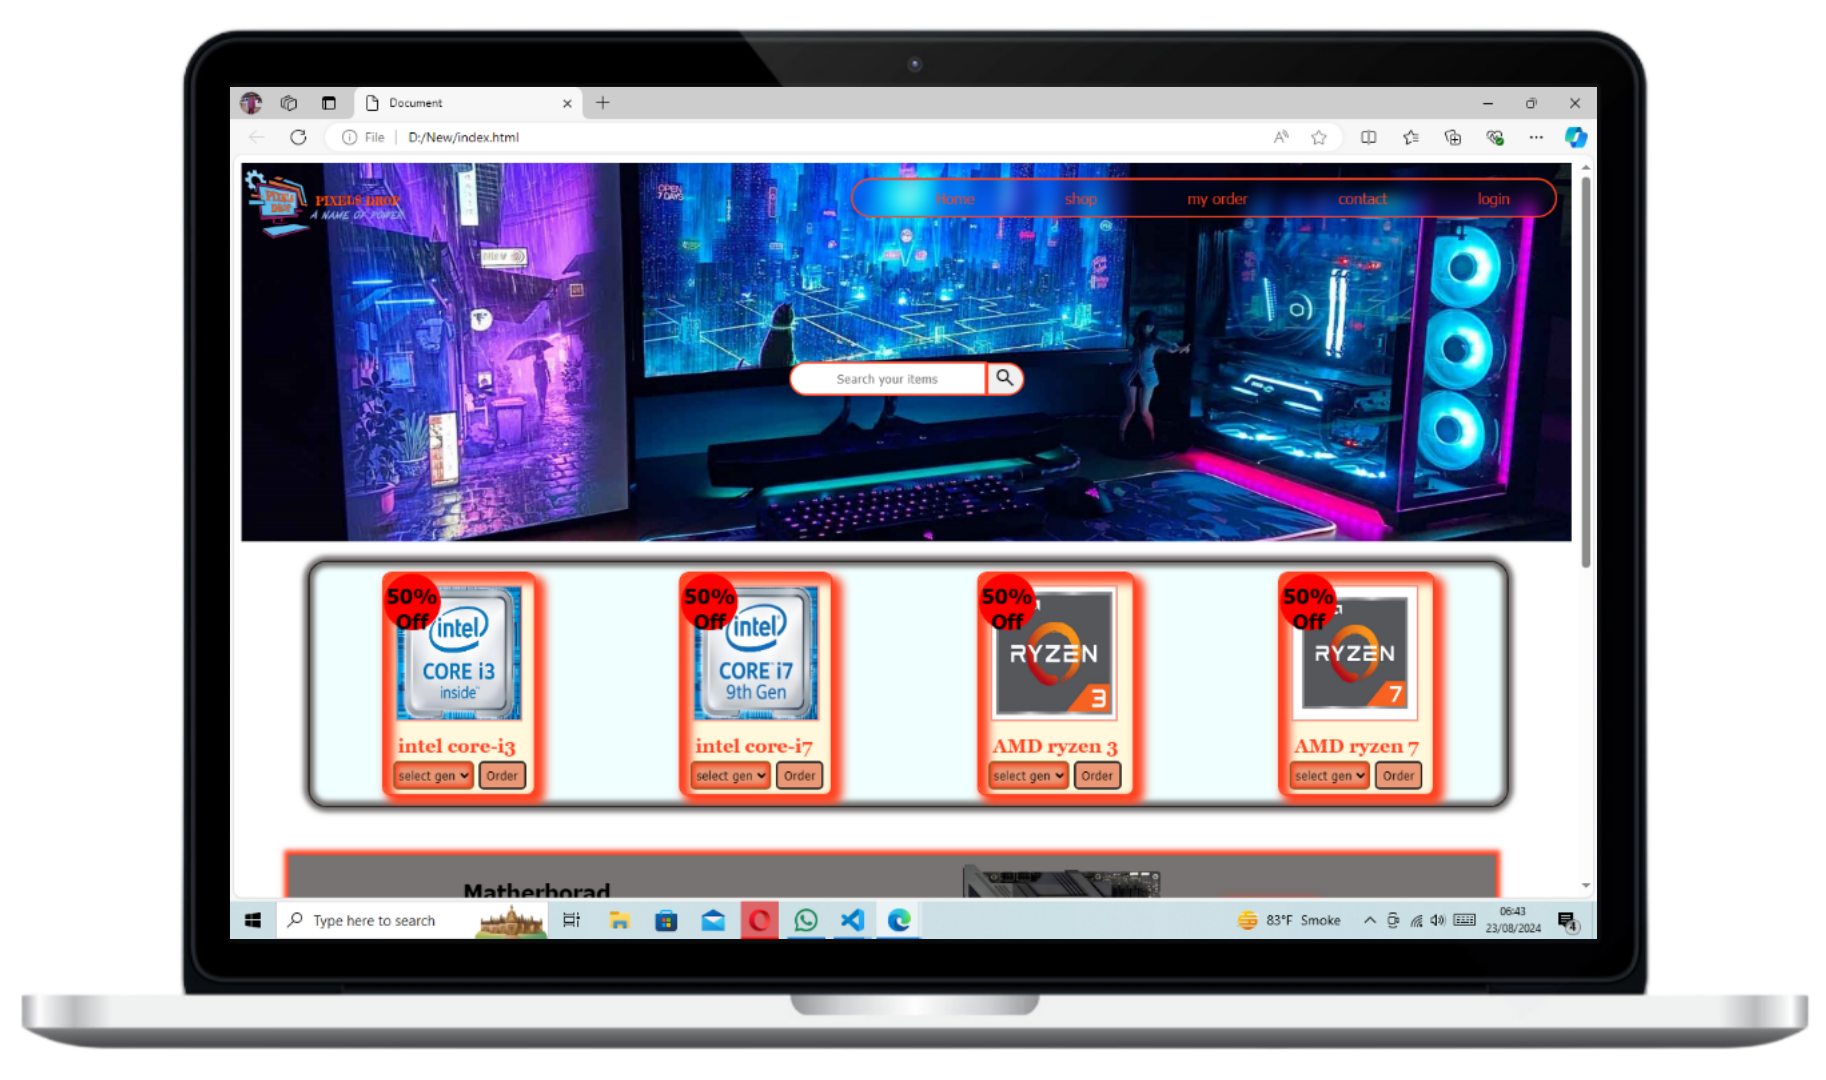 Document
File
D:/New/index.html
PIXELS DROP
PIXELS DROP
A NAME OF POWER
OPEN
7 DAYS
Home
shop
my order
contact
login
Search your items
50%
Off
intel
CORE i3
inside™
intel core-i3
select gen
Order
50%
Off
intel
CORE i7
9th Gen
intel core-i7
select gen
Order
50%
Off
RYZEN
3
AMD ryzen 3
select gen
Order
50%
Off
RYZEN
7
AMD ryzen 7
select gen
Order
Matherborad
Type here to search
83°F Smoke
06:43
23/08/2024
4